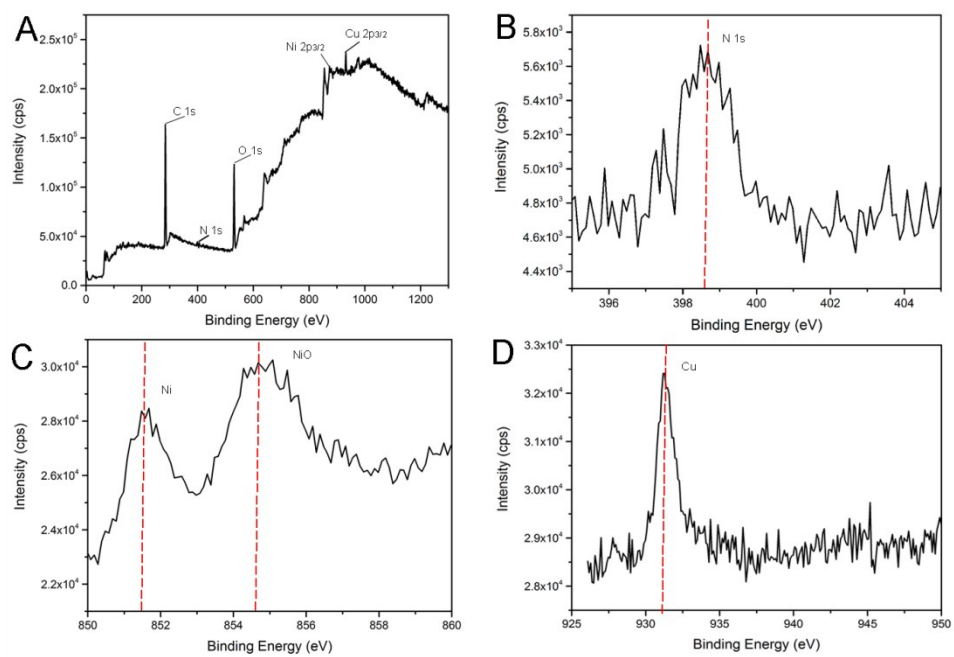 A
Intensity (cps)
2.5x10⁵
2.0x10⁵
1.5x10⁵
1.0x10⁵
5.0x10⁴
0.0
Cu 2p3/2
Ni 2p3/2
C 1s
O 1s
N 1s
0 200 400 600 800 1000 1200
Binding Energy (eV)
B
Intensity (cps)
5.8x10³
5.6x10³
5.4x10³
5.2x10³
5.0x10³
4.8x10³
4.6x10³
4.4x10³
N 1s
396 398 400 402 404
Binding Energy (eV)
C
Intensity (cps)
3.0x10⁴
2.8x10⁴
2.6x10⁴
2.4x10⁴
2.2x10⁴
NiO
Ni
850 852 854 856 858 860
Binding Energy (eV)
D
Intensity (cps)
3.3x10⁴
3.2x10⁴
3.1x10⁴
3.0x10⁴
2.9x10⁴
2.8x10⁴
Cu
925 930 935 940 945 950
Binding Energy (eV)